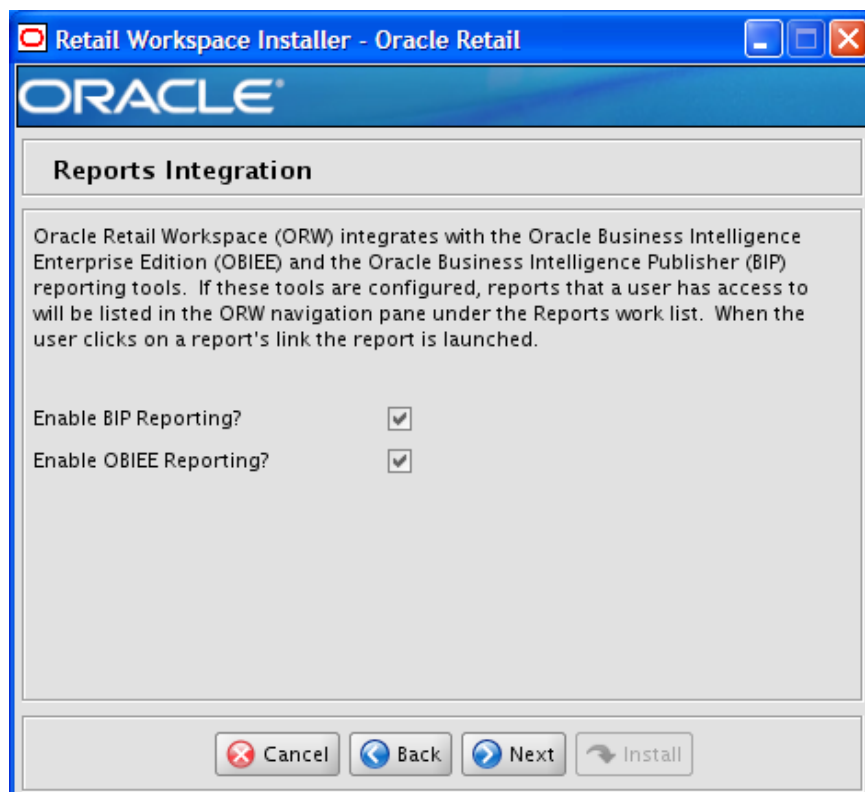 Retail Workspace Installer - Oracle Retail
ORACLE
Reports Integration
Oracle Retail Workspace (ORW) integrates with the Oracle Business Intelligence
Enterprise Edition (OBIEE) and the Oracle Business Intelligence Publisher (BIP)
reporting tools.  If these tools are configured, reports that a user has access to
will be listed in the ORW navigation pane under the Reports work list.  When the
user clicks on a report's link the report is launched.
Enable BIP Reporting?
Enable OBIEE Reporting?
Cancel Back Next Install